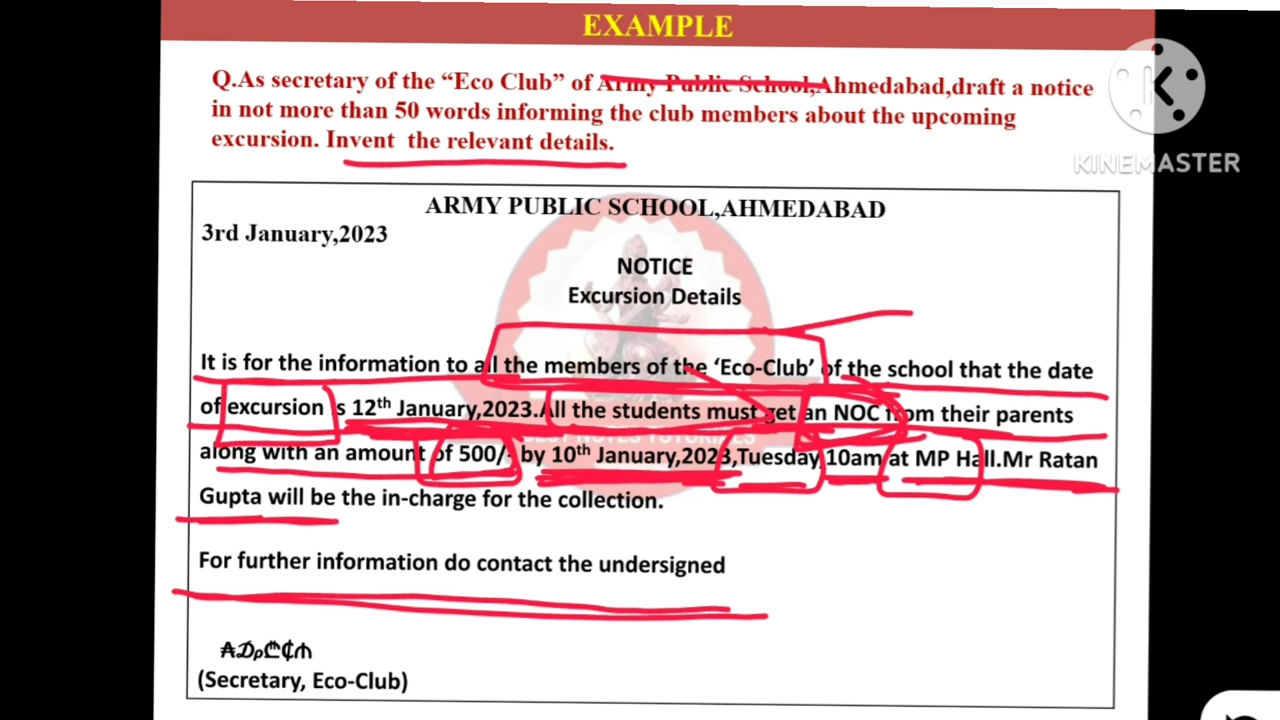 EXAMPLE
Q.As secretary of the “Eco Club” of Army Public School,Ahmedabad,draft a notice
in not more than 50 words informing the club members about the upcoming
excursion. Invent the relevant details.
KINEMASTER
ARMY PUBLIC SCHOOL,AHMEDABAD
3rd January,2023
NOTICE
Excursion Details
It is for the information to all the members of the ‘Eco-Club’ of the school that the date
of excursion is 12th January,2023.All the students must get an NOC from their parents
along with an amount of 500/- by 10th January,2023,Tuesday,10am at MP Hall.Mr Ratan
Gupta will be the in-charge for the collection.
For further information do contact the undersigned
(Secretary, Eco-Club)